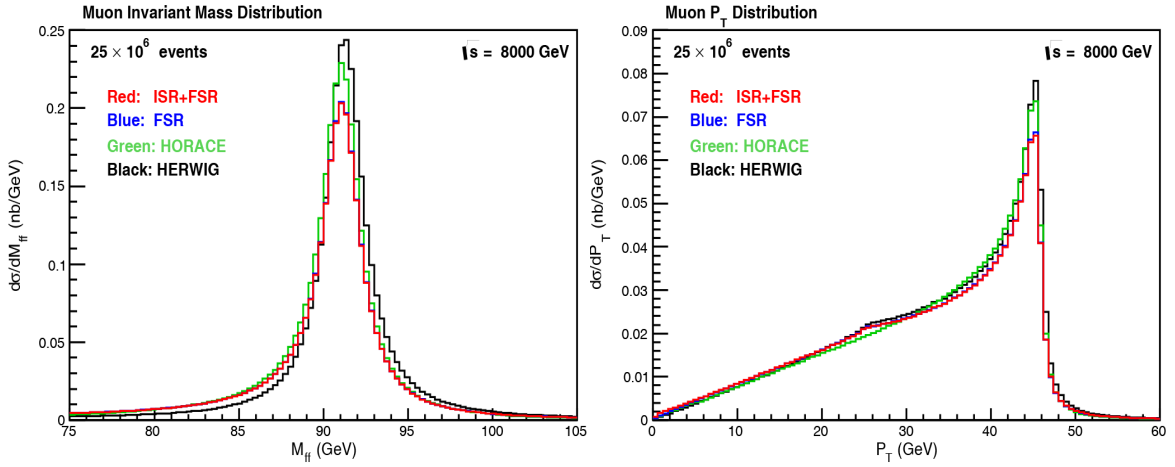 Muon Invariant Mass Distribution
25 × 10⁶ events
√s = 8000 GeV
Red: ISR+FSR
Blue: FSR
Green: HORACE
Black: HERWIG
dσ/dM_ff (nb/GeV)
0.25
0.2
0.15
0.1
0.05
0
75 80 85 90 95 100 105
M_ff (GeV)
Muon P_T Distribution
25 × 10⁶ events
√s = 8000 GeV
Red: ISR+FSR
Blue: FSR
Green: HORACE
Black: HERWIG
dσ/dP_T (nb/GeV)
0.09
0.08
0.07
0.06
0.05
0.04
0.03
0.02
0.01
0
0 10 20 30 40 50 60
P_T (GeV)